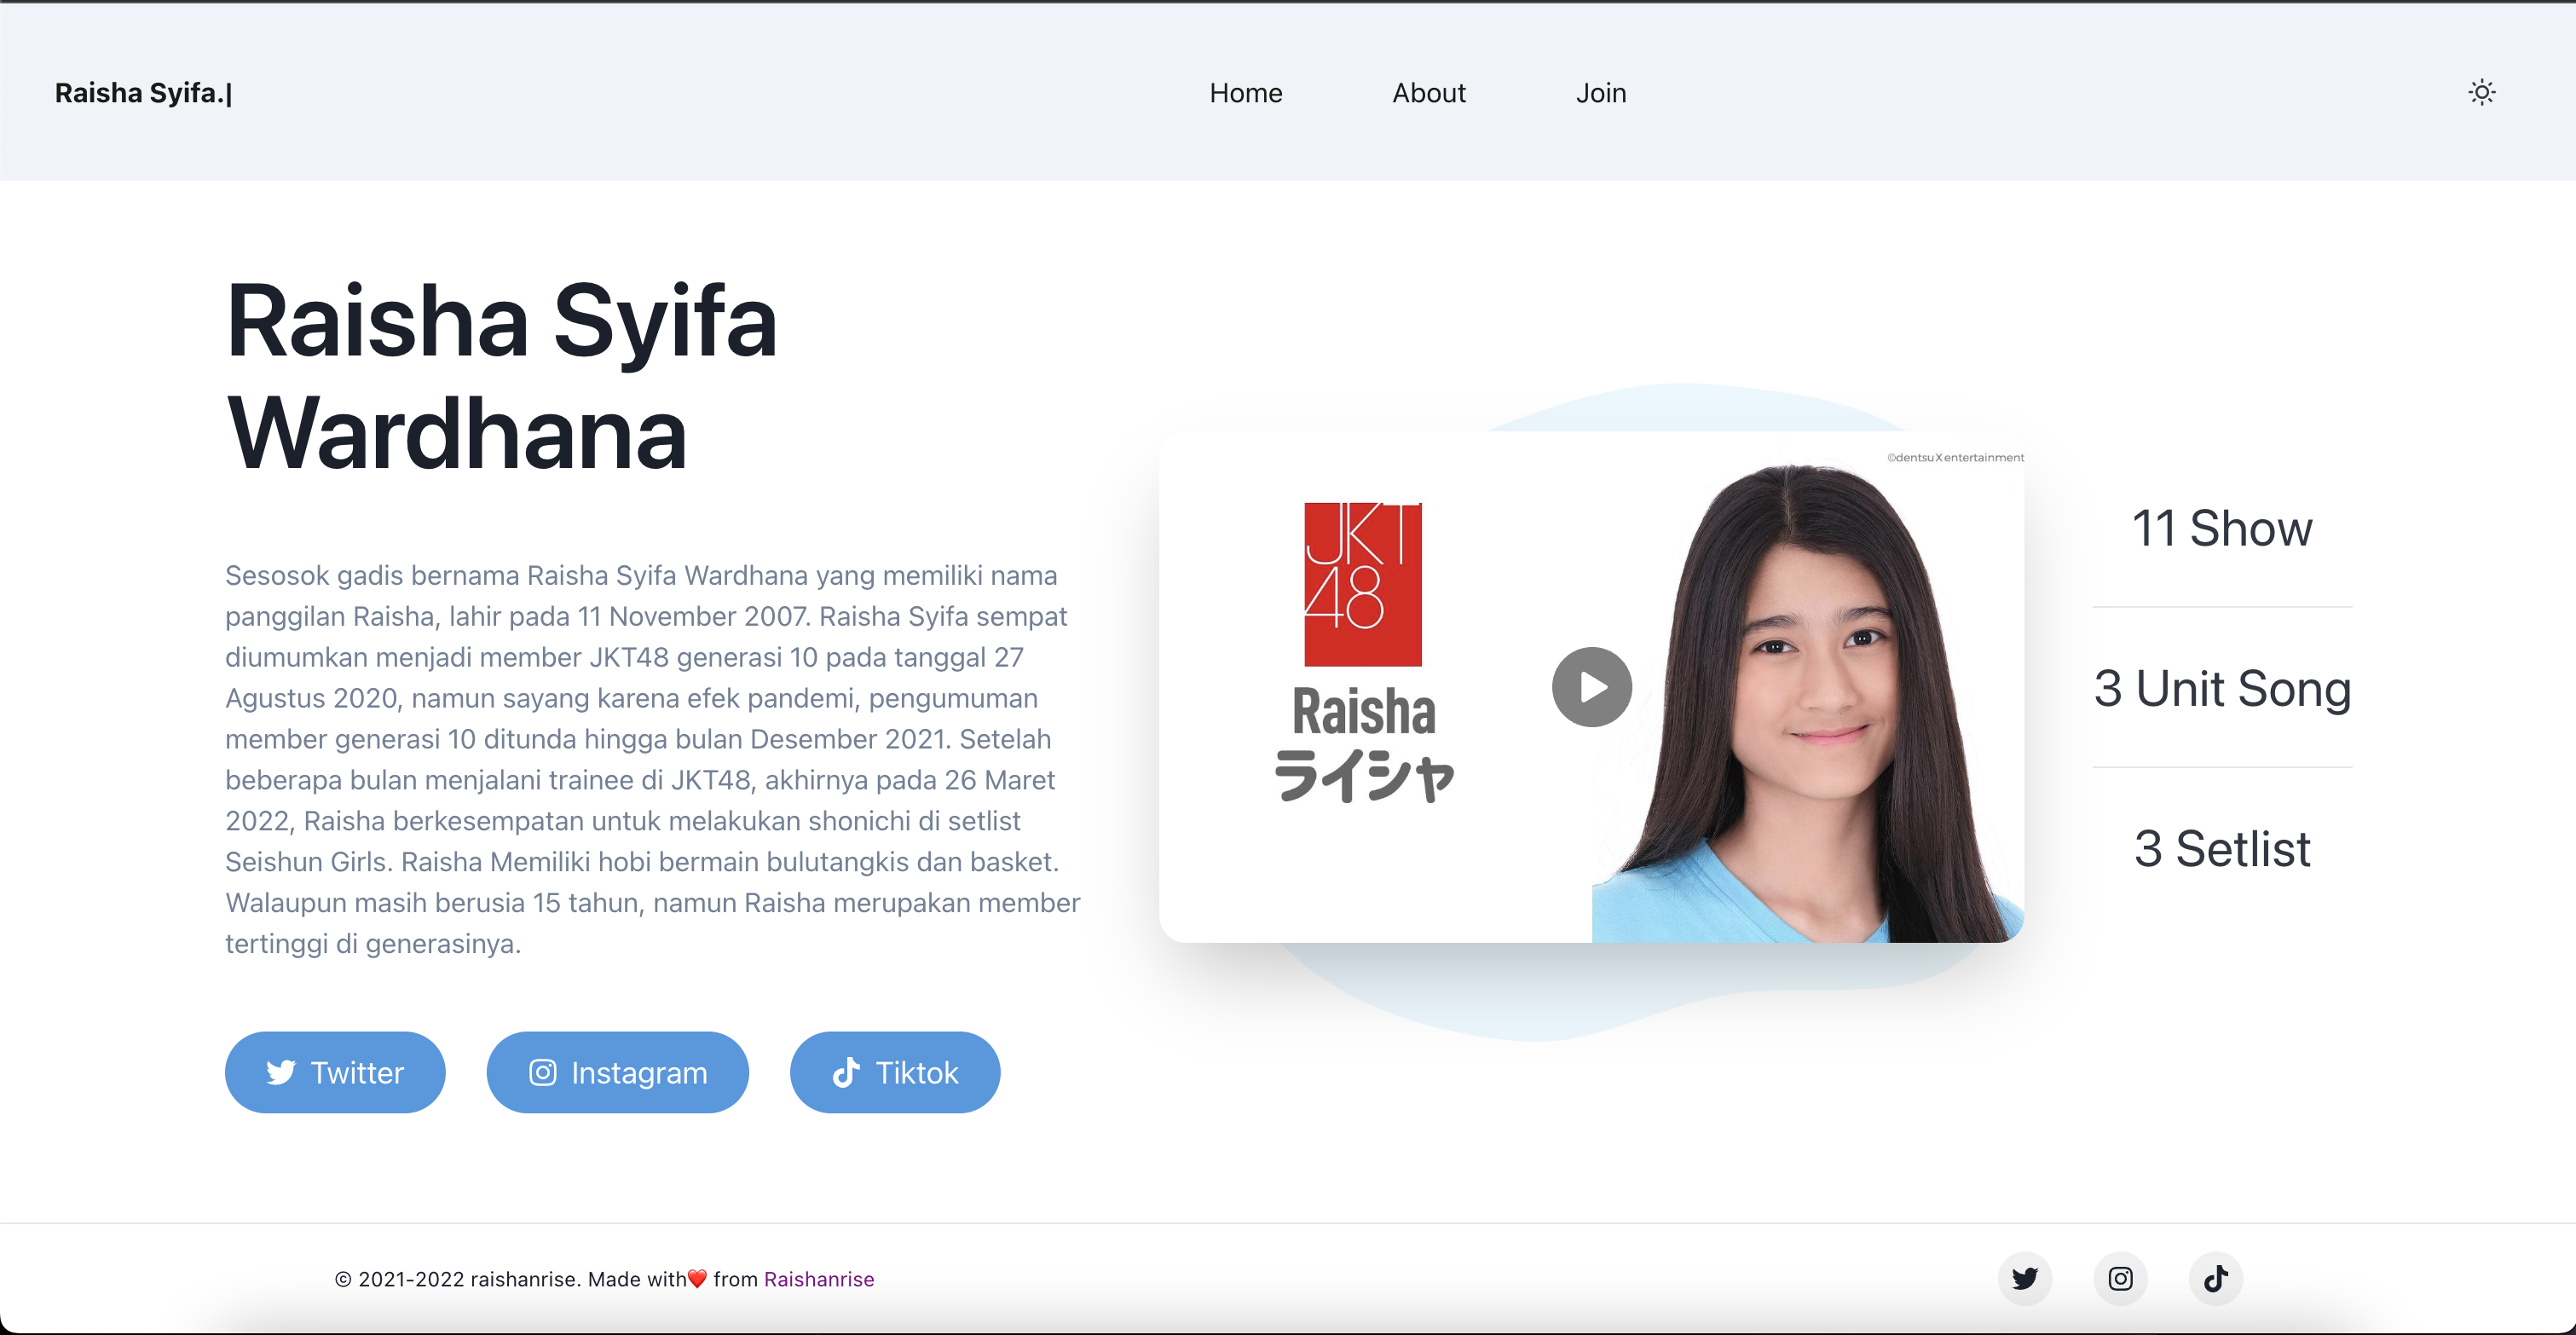 Raisha Syifa.|
Home
About
Join
Raisha Syifa
Wardhana
Sesosok gadis bernama Raisha Syifa Wardhana yang memiliki nama
panggilan Raisha, lahir pada 11 November 2007. Raisha Syifa sempat
diumumkan menjadi member JKT48 generasi 10 pada tanggal 27
Agustus 2020, namun sayang karena efek pandemi, pengumuman
member generasi 10 ditunda hingga bulan Desember 2021. Setelah
beberapa bulan menjalani trainee di JKT48, akhirnya pada 26 Maret
2022, Raisha berkesempatan untuk melakukan shonichi di setlist
Seishun Girls. Raisha Memiliki hobi bermain bulutangkis dan basket.
Walaupun masih berusia 15 tahun, namun Raisha merupakan member
tertinggi di generasinya.
Twitter
Instagram
Tiktok
©dentsu X entertainment
JKT
48
Raisha
ライシャ
11 Show
3 Unit Song
3 Setlist
© 2021-2022 raishanrise. Made with❤️ from Raishanrise